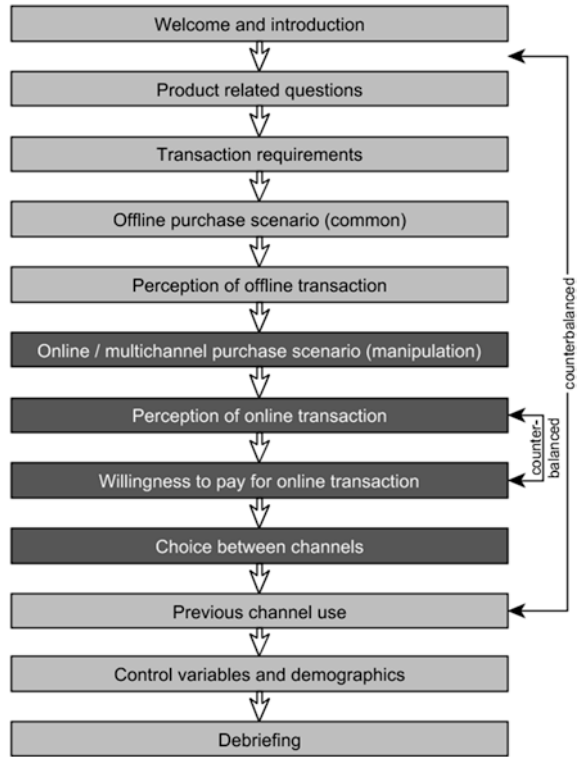 Welcome and introduction
Product related questions
Transaction requirements
Offline purchase scenario (common)
Perception of offline transaction
Online / multichannel purchase scenario (manipulation)
Perception of online transaction
Willingness to pay for online transaction
Choice between channels
Previous channel use
Control variables and demographics
Debriefing
counter-
balanced
counterbalanced